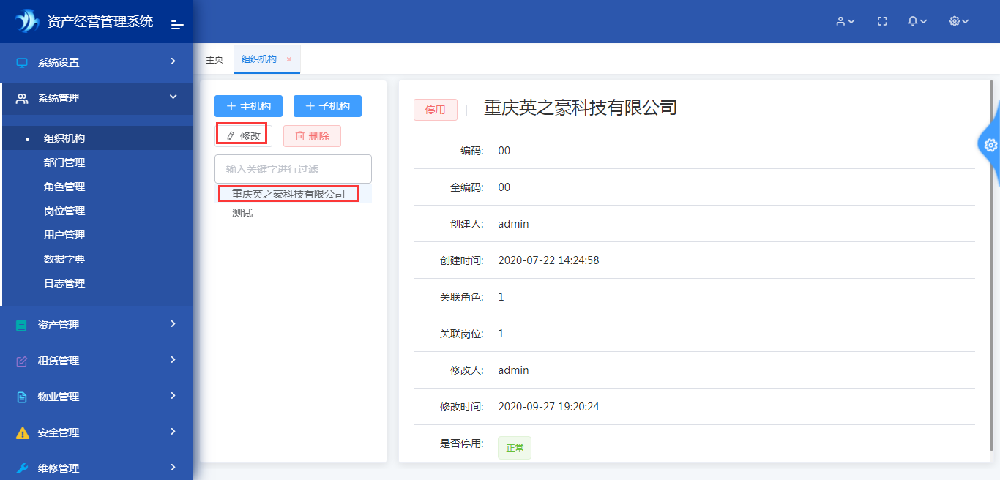 资产经营管理系统
系统设置
系统管理
组织机构
部门管理
角色管理
岗位管理
用户管理
数据字典
日志管理
资产管理
租赁管理
物业管理
安全管理
维修管理
主页 组织机构 ×
+ 主机构 + 子机构
修改 删除
输入关键字进行过滤
重庆英之豪科技有限公司
测试
停用 重庆英之豪科技有限公司
编码: 00
全编码: 00
创建人: admin
创建时间: 2020-07-22 14:24:58
关联角色: 1
关联岗位: 1
修改人: admin
修改时间: 2020-09-27 19:20:24
是否停用: 正常